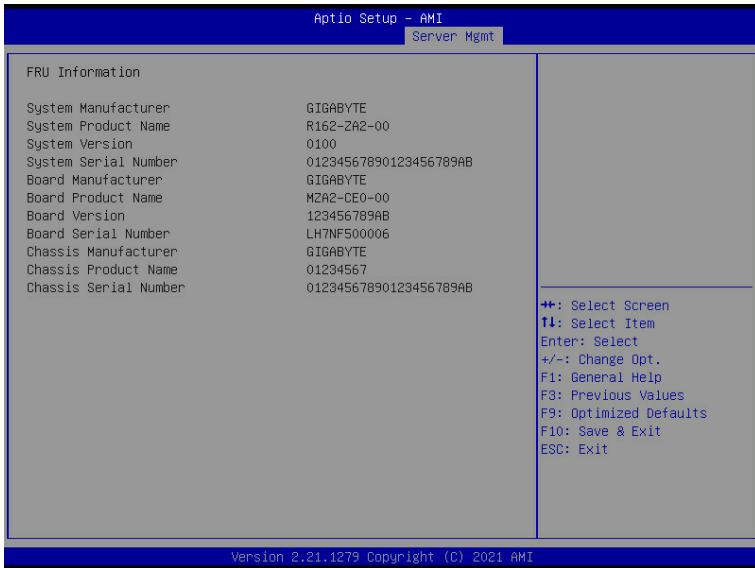 Aptio Setup – AMI
Server Mgmt
FRU Information
System Manufacturer GIGABYTE
System Product Name R162-ZA2-00
System Version 0100
System Serial Number 01234567890123456789AB
Board Manufacturer GIGABYTE
Board Product Name MZA2-CE0-00
Board Version 123456789AB
Board Serial Number LH7NF500006
Chassis Manufacturer GIGABYTE
Chassis Product Name 01234567
Chassis Serial Number 01234567890123456789AB
→←: Select Screen
↑↓: Select Item
Enter: Select
+/-: Change Opt.
F1: General Help
F3: Previous Values
F9: Optimized Defaults
F10: Save & Exit
ESC: Exit
Version 2.21.1279 Copyright (C) 2021 AMI